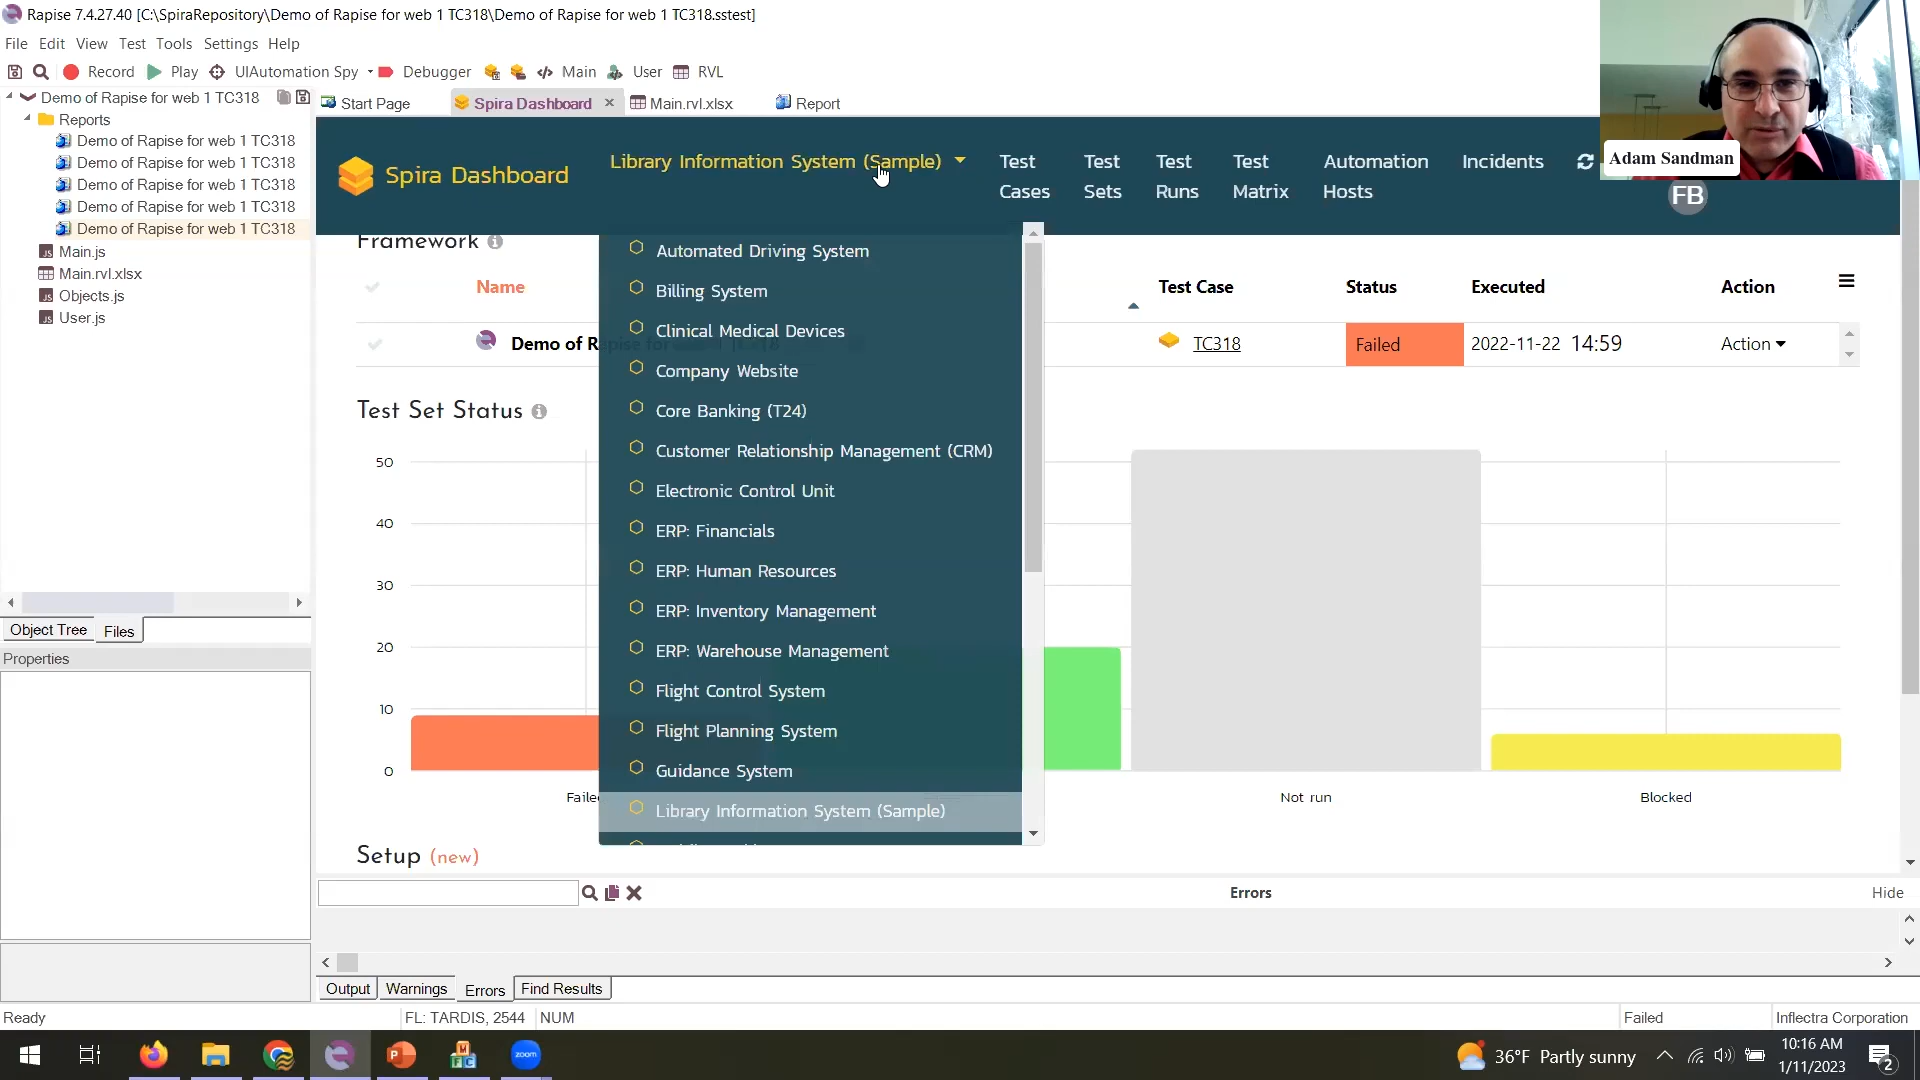 Rapise 7.4.27.40 [C:\SpiraRepository\Demo of Rapise for web 1 TC318\Demo of Rapise for web 1 TC318.sstest]
File Edit View Test Tools Settings Help
Record Play UIAutomation Spy Debugger Main User RVL
Demo of Rapise for web 1 TC318
Reports
Demo of Rapise for web 1 TC318
Demo of Rapise for web 1 TC318
Demo of Rapise for web 1 TC318
Demo of Rapise for web 1 TC318
Demo of Rapise for web 1 TC318
Main.js
Main.rvl.xlsx
Objects.js
User.js
Object Tree Files
Properties
Start Page Spira Dashboard Main.rvl.xlsx Report
Spira Dashboard
Library Information System (Sample)
Test Cases
Test Sets
Test Runs
Test Matrix
Automation Hosts
Incidents
Adam Sandman
FB
Framework
Name Test Case Status Executed Action
Demo of R TC318 Failed 2022-11-22 14:59 Action
Automated Driving System
Billing System
Clinical Medical Devices
Company Website
Core Banking (T24)
Customer Relationship Management (CRM)
Electronic Control Unit
ERP: Financials
ERP: Human Resources
ERP: Inventory Management
ERP: Warehouse Management
Flight Control System
Flight Planning System
Guidance System
Library Information System (Sample)
Test Set Status
50
40
30
20
10
0
Faile Not run Blocked
Setup (new)
Errors Hide
Output Warnings Errors Find Results
Ready FL: TARDIS, 2544 NUM Failed Inflectra Corporation
zoom
36°F Partly sunny
10:16 AM
1/11/2023
2